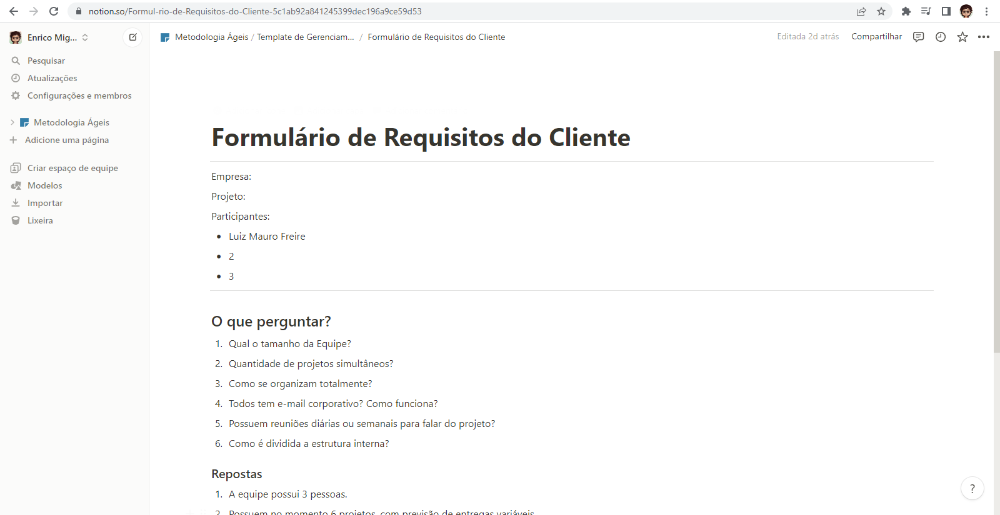 notion.so/Formul-rio-de-Requisitos-do-Cliente-5c1ab92a841245399dec196a9ce59d53
Enrico Mig...
Metodologia Ágeis / Template de Gerenciam... / Formulário de Requisitos do Cliente
Editada 2d atrás
Compartilhar
Pesquisar
Atualizações
Configurações e membros
Metodologia Ágeis
Adicione uma página
Criar espaço de equipe
Modelos
Importar
Lixeira
Formulário de Requisitos do Cliente
Empresa:
Projeto:
Participantes:
• Luiz Mauro Freire
• 2
• 3
O que perguntar?
1. Qual o tamanho da Equipe?
2. Quantidade de projetos simultâneos?
3. Como se organizam totalmente?
4. Todos tem e-mail corporativo? Como funciona?
5. Possuem reuniões diárias ou semanais para falar do projeto?
6. Como é dividida a estrutura interna?
Repostas
1. A equipe possui 3 pessoas.
2. Possuem no momento 6 projetos, com previsão de entregas variáveis
?